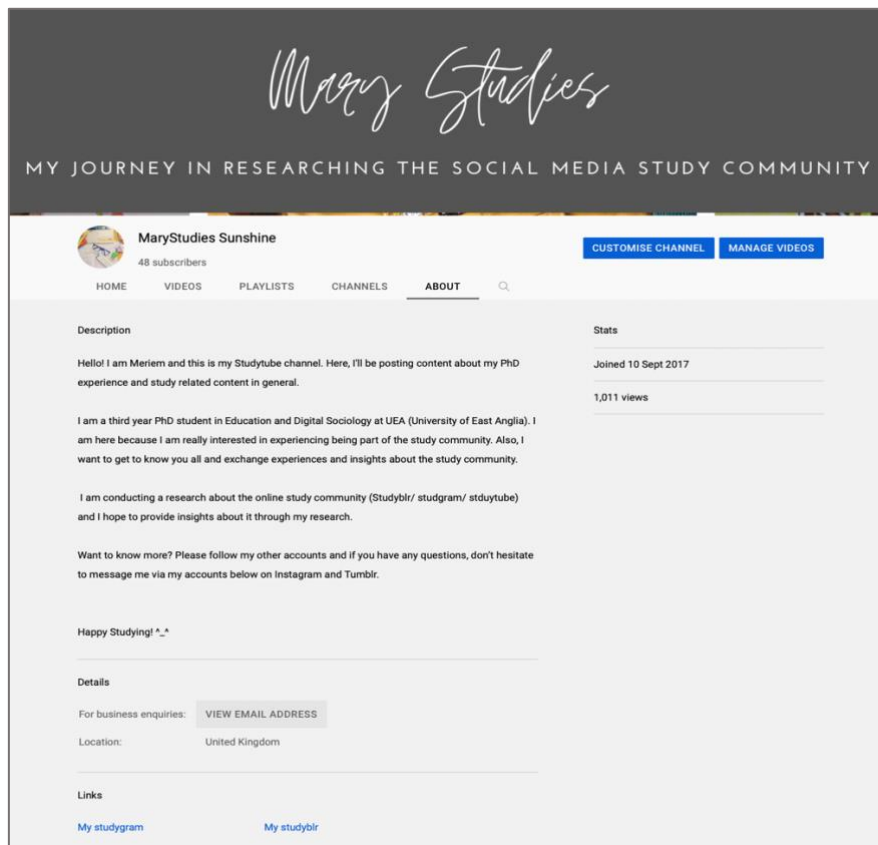 Mary Studies
MY JOURNEY IN RESEARCHING THE SOCIAL MEDIA STUDY COMMUNITY
MaryStudies Sunshine
48 subscribers
CUSTOMISE CHANNEL
MANAGE VIDEOS
HOME
VIDEOS
PLAYLISTS
CHANNELS
ABOUT
Description
Hello! I am Meriem and this is my Studytube channel. Here, I'll be posting content about my PhD
experience and study related content in general.
I am a third year PhD student in Education and Digital Sociology at UEA (University of East Anglia). I
am here because I am really interested in experiencing being part of the study community. Also, I
want to get to know you all and exchange experiences and insights about the study community.
I am conducting a research about the online study community (Studyblr/ studgram/ stduytube)
and I hope to provide insights about it through my research.
Want to know more? Please follow my other accounts and if you have any questions, don't hesitate
to message me via my accounts below on Instagram and Tumblr.
Happy Studying! ^_^
Details
For business enquiries: VIEW EMAIL ADDRESS
Location: United Kingdom
Links
My studygram
My studyblr
Stats
Joined 10 Sept 2017
1,011 views